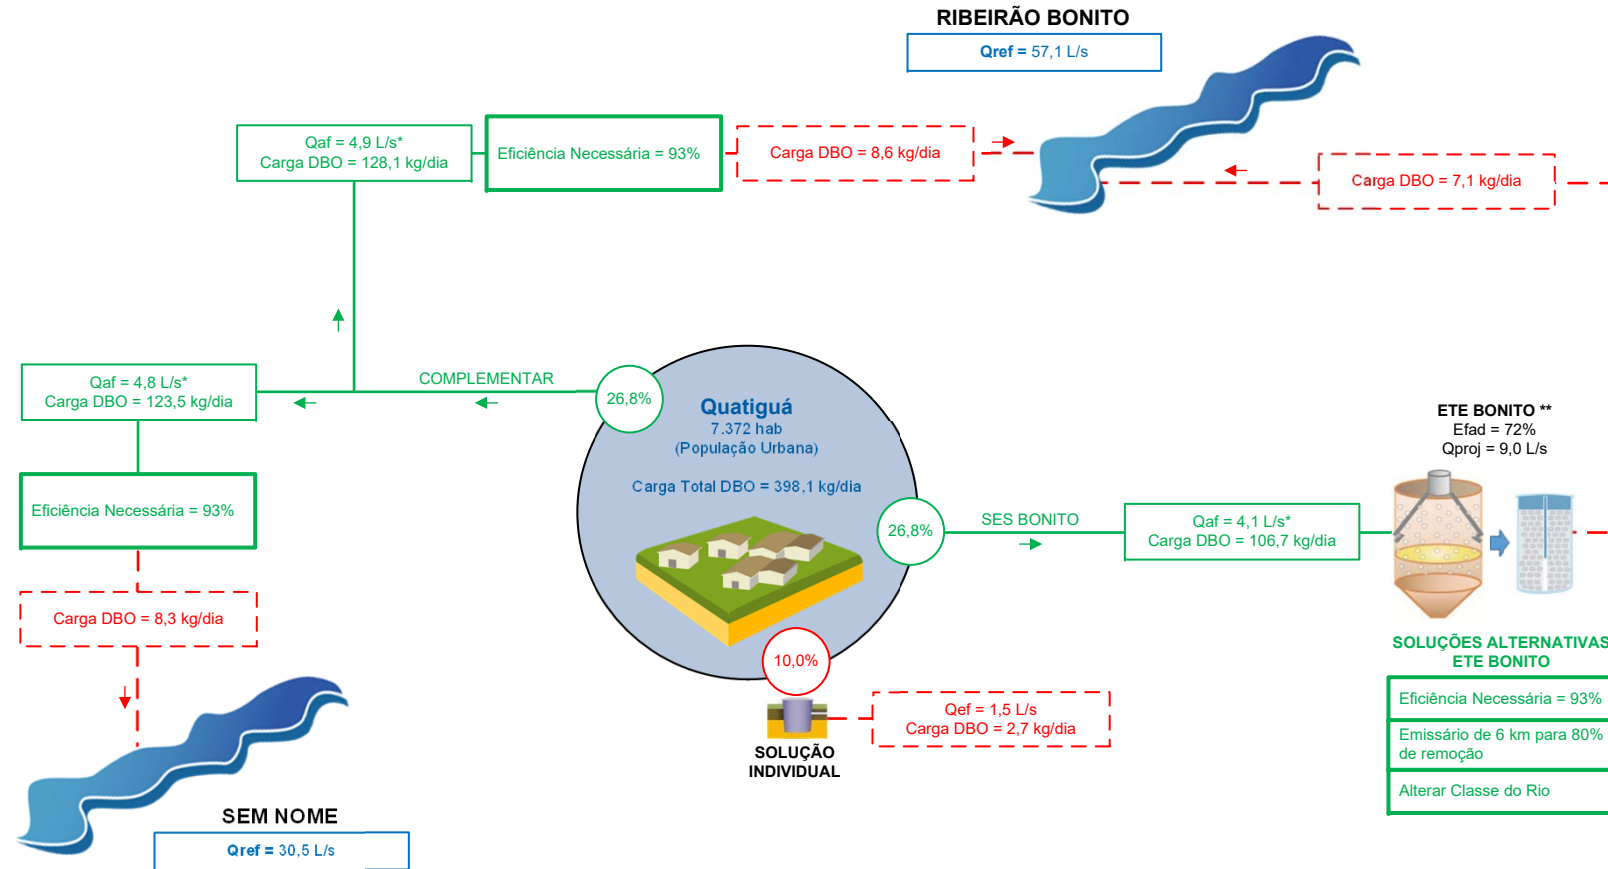 RIBEIRÃO BONITO
Qref = 57,1 L/s
Qaf = 4,9 L/s*
Carga DBO = 128,1 kg/dia
Eficiência Necessária = 93%
Carga DBO = 8,6 kg/dia
Carga DBO = 7,1 kg/dia
Qaf = 4,8 L/s*
Carga DBO = 123,5 kg/dia
COMPLEMENTAR
26,8%
Quatiguá
7.372 hab
(População Urbana)
Carga Total DBO = 398,1 kg/dia
26,8%
SES BONITO
Qaf = 4,1 L/s*
Carga DBO = 106,7 kg/dia
ETE BONITO **
Efad = 72%
Qproj = 9,0 L/s
Eficiência Necessária = 93%
Carga DBO = 8,3 kg/dia
10,0%
SOLUÇÃO
INDIVIDUAL
Qef = 1,5 L/s
Carga DBO = 2,7 kg/dia
SOLUÇÕES ALTERNATIVAS
ETE BONITO
Eficiência Necessária = 93%
Emissário de 6 km para 80%
de remoção
Alterar Classe do Rio
SEM NOME
Qref = 30,5 L/s